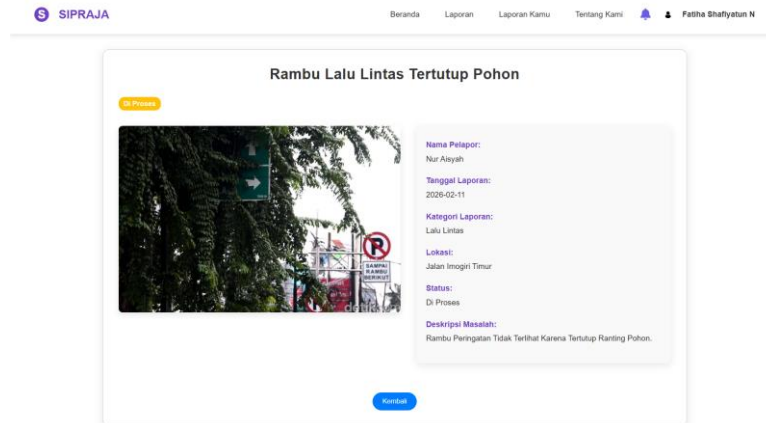 S SIPRAJA
Beranda Laporan Laporan Kamu Tentang Kami Fatiha Shafiyatun N
Rambu Lalu Lintas Tertutup Pohon
Di Proses
P
SAMPAI
RAMBU
BERIKUT
Nama Pelapor:
Nur Aisyah
Tanggal Laporan:
2026-02-11
Kategori Laporan:
Lalu Lintas
Lokasi:
Jalan Imogiri Timur
Status:
Di Proses
Deskripsi Masalah:
Rambu Peringatan Tidak Terlihat Karena Tertutup Ranting Pohon.
Kembali